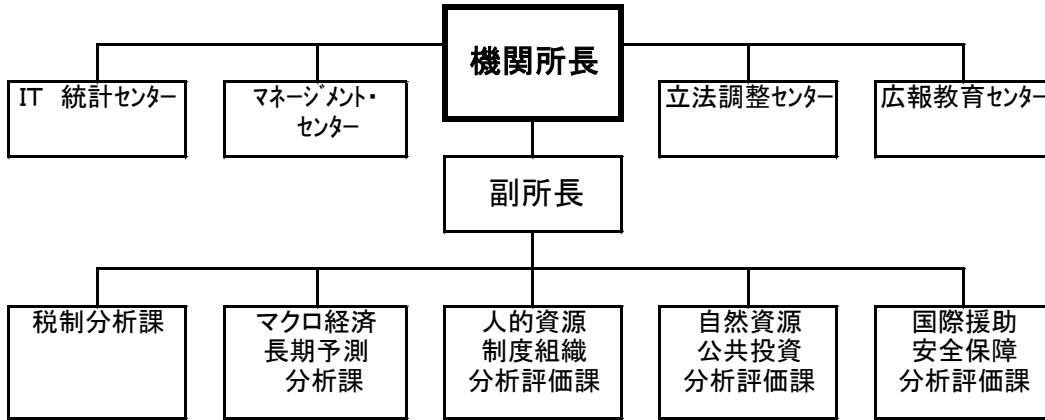 機関所長
IT 統計センター
マネージメント・
センター
立法調整センター
広報教育センター
副所長
税制分析課
マクロ経済
長期予測
分析課
人的資源
制度組織
分析評価課
自然資源
公共投資
分析評価課
国際援助
安全保障
分析評価課